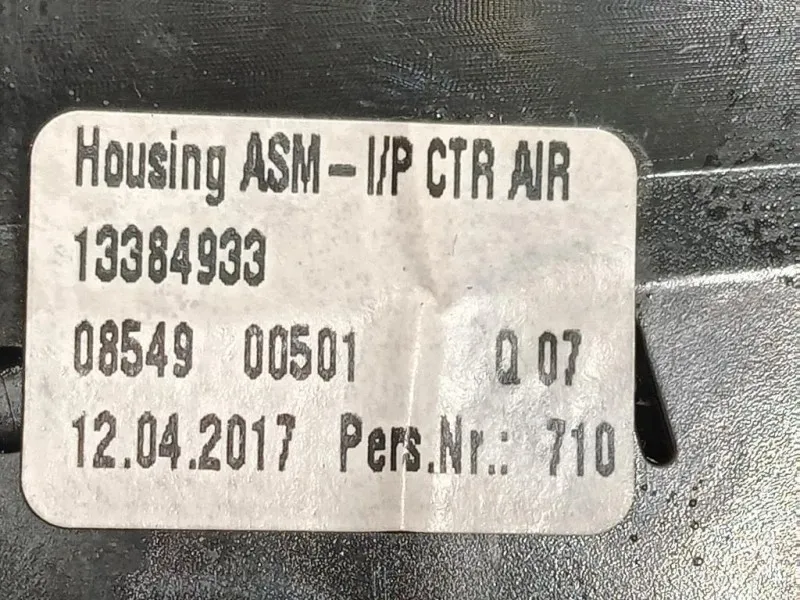 Housing ASM-I/P CTR AIR
13384933
08549 00501 Q 07
12.04.2017 Pers.Nr.: 710